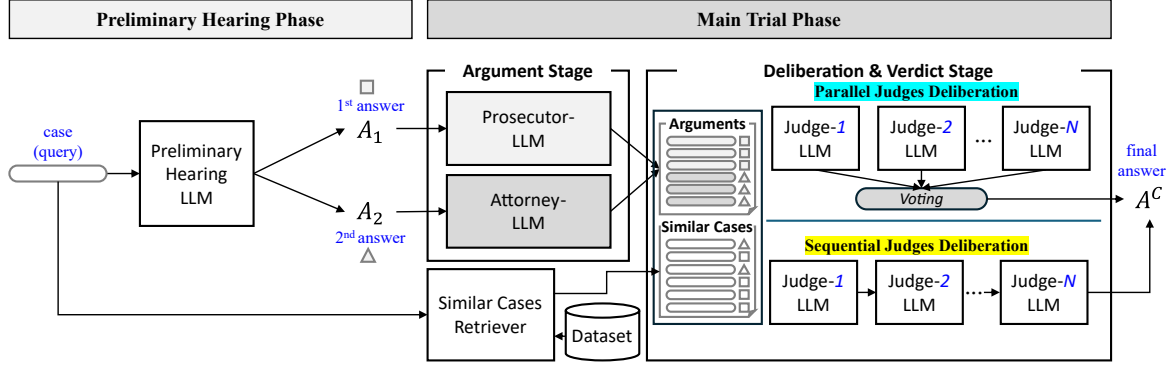 Preliminary Hearing Phase
Main Trial Phase
case
(query)
Preliminary
Hearing
LLM
1st answer
A1
A2
2nd answer
Argument Stage
Prosecutor-
LLM
Attorney-
LLM
Similar Cases
Retriever
Dataset
Deliberation & Verdict Stage
Parallel Judges Deliberation
Arguments
Similar Cases
Judge-1
LLM
Judge-2
LLM
...
Judge-N
LLM
Voting
Sequential Judges Deliberation
Judge-1
LLM
Judge-2
LLM
...
Judge-N
LLM
final
answer
A^C